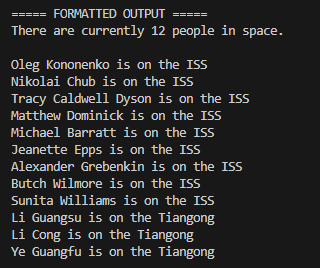 ===== FORMATTED OUTPUT =====
There are currently 12 people in space.
Oleg Kononenko is on the ISS
Nikolai Chub is on the ISS
Tracy Caldwell Dyson is on the ISS
Matthew Dominick is on the ISS
Michael Barratt is on the ISS
Jeanette Epps is on the ISS
Alexander Grebenkin is on the ISS
Butch Wilmore is on the ISS
Sunita Williams is on the ISS
Li Guangsu is on the Tiangong
Li Cong is on the Tiangong
Ye Guangfu is on the Tiangong